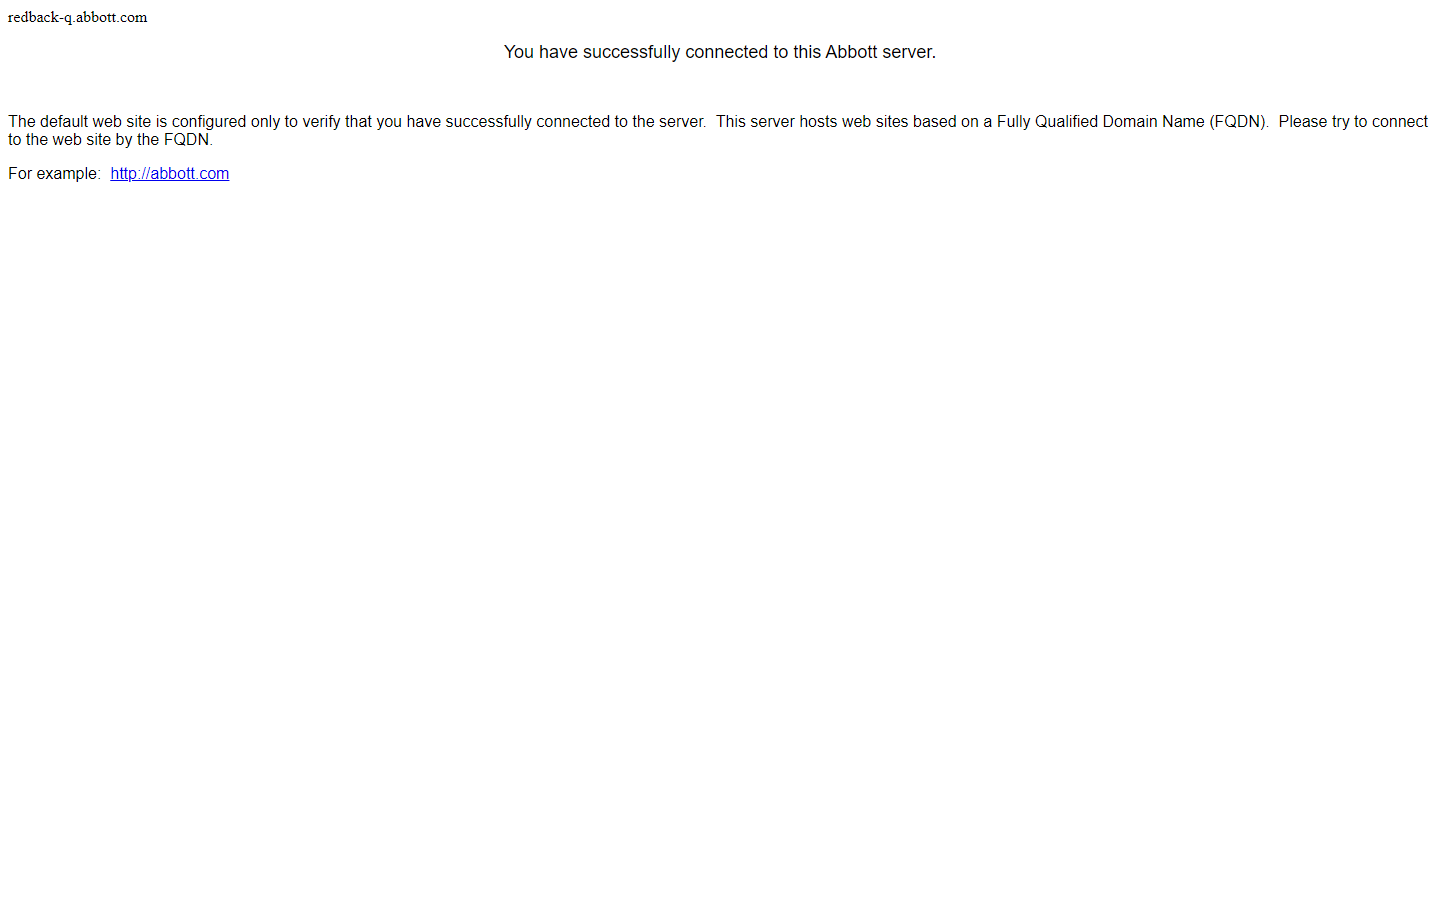 redback-q.abbott.com
You have successfully connected to this Abbott server.
The default web site is configured only to verify that you have successfully connected to the server.  This server hosts web sites based on a Fully Qualified Domain Name (FQDN).  Please try to connect
to the web site by the FQDN.
For example:  http://abbott.com